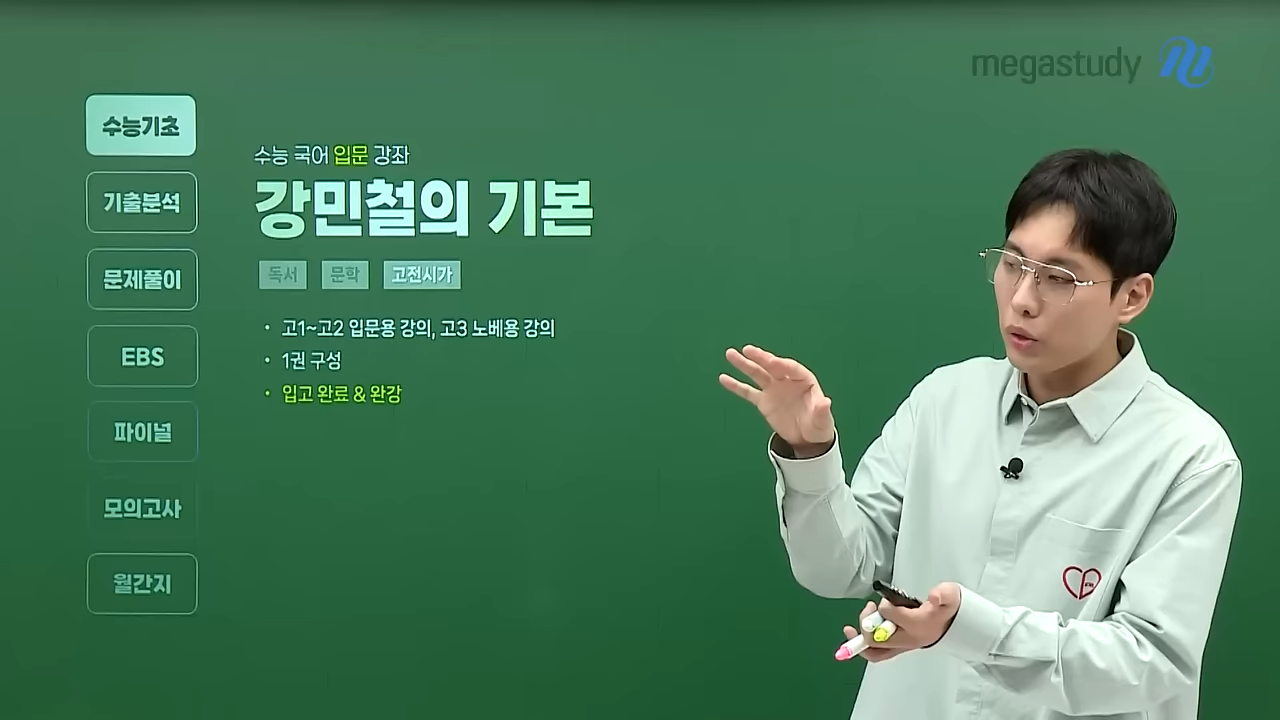 megastudy
수능기초
기출분석
문제풀이
EBS
파이널
모의고사
월간지
수능 국어 입문 강좌
강민철의 기본
독서 문학 고전시가
· 고1~고2 입문용 강의, 고3 노베용 강의
· 1권 구성
· 입고 완료 & 완강